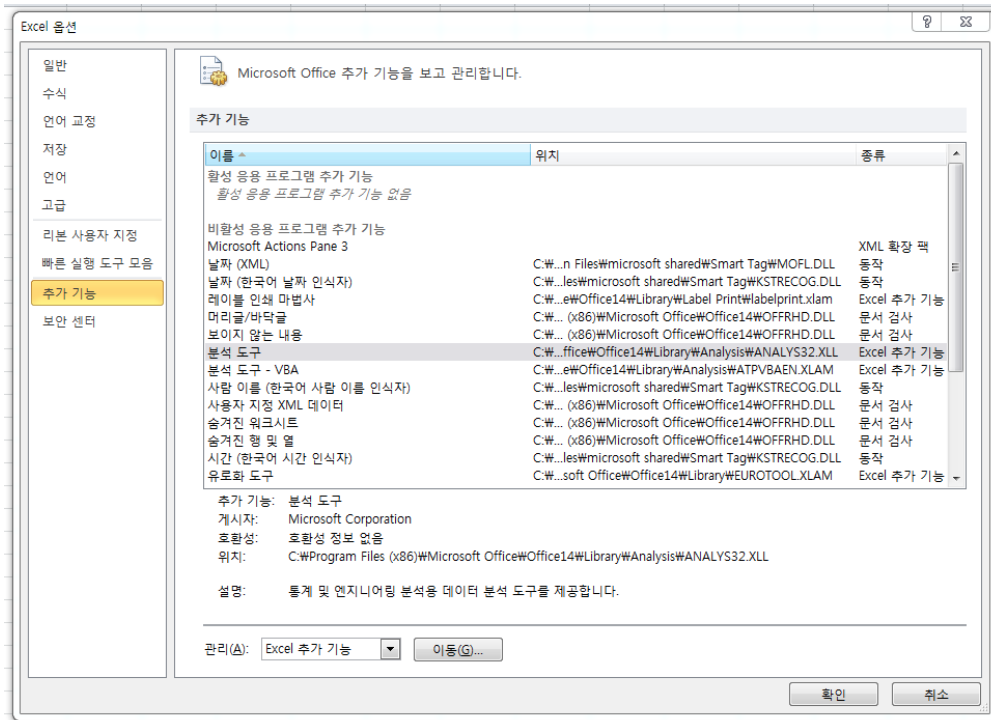 Excel 옵션
일반
수식
언어 교정
저장
언어
고급
리본 사용자 지정
빠른 실행 도구 모음
추가 기능
보안 센터
Microsoft Office 추가 기능을 보고 관리합니다.
추가 기능
이름 위치 종류
활성 응용 프로그램 추가 기능
활성 응용 프로그램 추가 기능 없음
비활성 응용 프로그램 추가 기능
Microsoft Actions Pane 3 XML 확장 팩
날짜 (XML) C:₩...n Files₩microsoft shared₩Smart Tag₩MOFL.DLL 동작
날짜 (한국어 날짜 인식자) C:₩...les₩microsoft shared₩Smart Tag₩KSTRECOG.DLL 동작
레이블 인쇄 마법사 C:₩...e₩Office14₩Library₩Label Print₩labelprint.xlam Excel 추가 기능
머리글/바닥글 C:₩... (x86)₩Microsoft Office₩Office14₩OFFRHD.DLL 문서 검사
보이지 않는 내용 C:₩... (x86)₩Microsoft Office₩Office14₩OFFRHD.DLL 문서 검사
분석 도구 C:₩...ffice₩Office14₩Library₩Analysis₩ANALYS32.XLL Excel 추가 기능
분석 도구 - VBA C:₩...e₩Office14₩Library₩Analysis₩ATPVBAEN.XLAM Excel 추가 기능
사람 이름 (한국어 사람 이름 인식자) C:₩...les₩microsoft shared₩Smart Tag₩KSTRECOG.DLL 동작
사용자 지정 XML 데이터 C:₩... (x86)₩Microsoft Office₩Office14₩OFFRHD.DLL 문서 검사
숨겨진 워크시트 C:₩... (x86)₩Microsoft Office₩Office14₩OFFRHD.DLL 문서 검사
숨겨진 행 및 열 C:₩... (x86)₩Microsoft Office₩Office14₩OFFRHD.DLL 문서 검사
시간 (한국어 시간 인식자) C:₩...les₩microsoft shared₩Smart Tag₩KSTRECOG.DLL 동작
유로화 도구 C:₩...soft Office₩Office14₩Library₩EUROTOOL.XLAM Excel 추가 기능
추가 기능: 분석 도구
게시자: Microsoft Corporation
호환성: 호환성 정보 없음
위치: C:₩Program Files (x86)₩Microsoft Office₩Office14₩Library₩Analysis₩ANALYS32.XLL
설명: 통계 및 엔지니어링 분석용 데이터 분석 도구를 제공합니다.
관리(A): Excel 추가 기능 이동(G)...
확인 취소